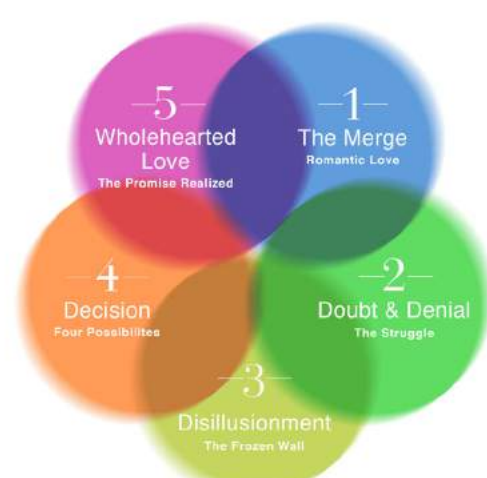 1
The Merge
Romantic Love
2
Doubt & Denial
The Struggle
3
Disillusionment
The Frozen Wall
4
Decision
Four Possibilites
5
Wholehearted
Love
The Promise Realized